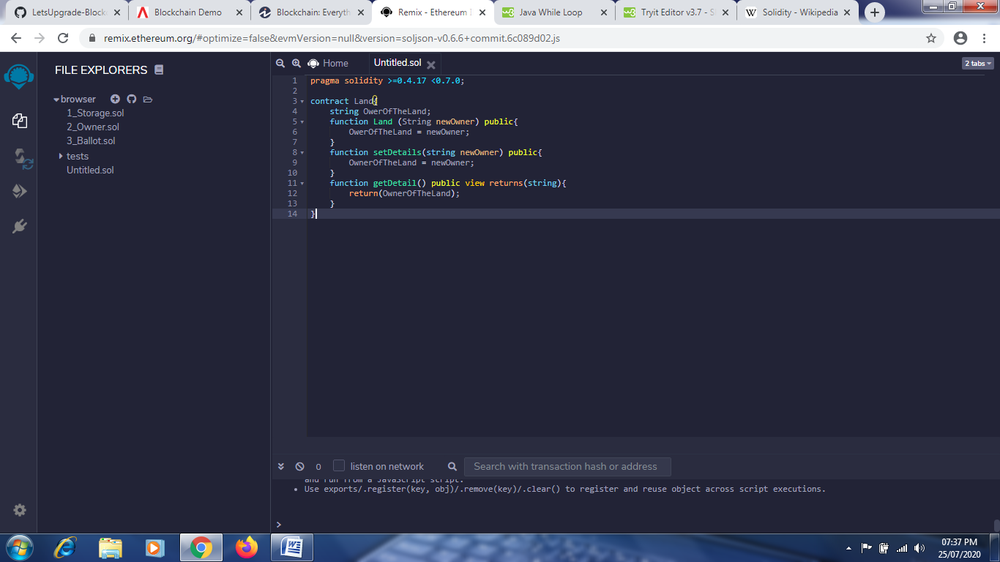 LetsUpgrade-Block
Blockchain Demo
Blockchain: Everyth
Remix - Ethereum I
Java While Loop
Tryit Editor v3.7 - S
Solidity - Wikipedia
remix.ethereum.org/#optimize=false&evmVersion=null&version=soljson-v0.6.6+commit.6c089d02.js
FILE EXPLORERS
browser
1_Storage.sol
2_Owner.sol
3_Ballot.sol
tests
Untitled.sol
Home
Untitled.sol
2 tabs
1 pragma solidity >=0.4.17 <0.7.0;
2
3 contract Land{
4 string OwerOfTheLand;
5 function Land (String newOwner) public{
6 OwerOfTheLand = newOwner;
7 }
8 function setDetails(string newOwner) public{
9 OwnerOfTheLand = newOwner;
10 }
11 function getDetail() public view returns(string){
12 return(OwnerOfTheLand);
13 }
14 }
0 listen on network
Search with transaction hash or address
and run from a JavaScript script.
• Use exports/.register(key, obj)/.remove(key)/.clear() to register and reuse object across script executions.
>
07:37 PM
25/07/2020